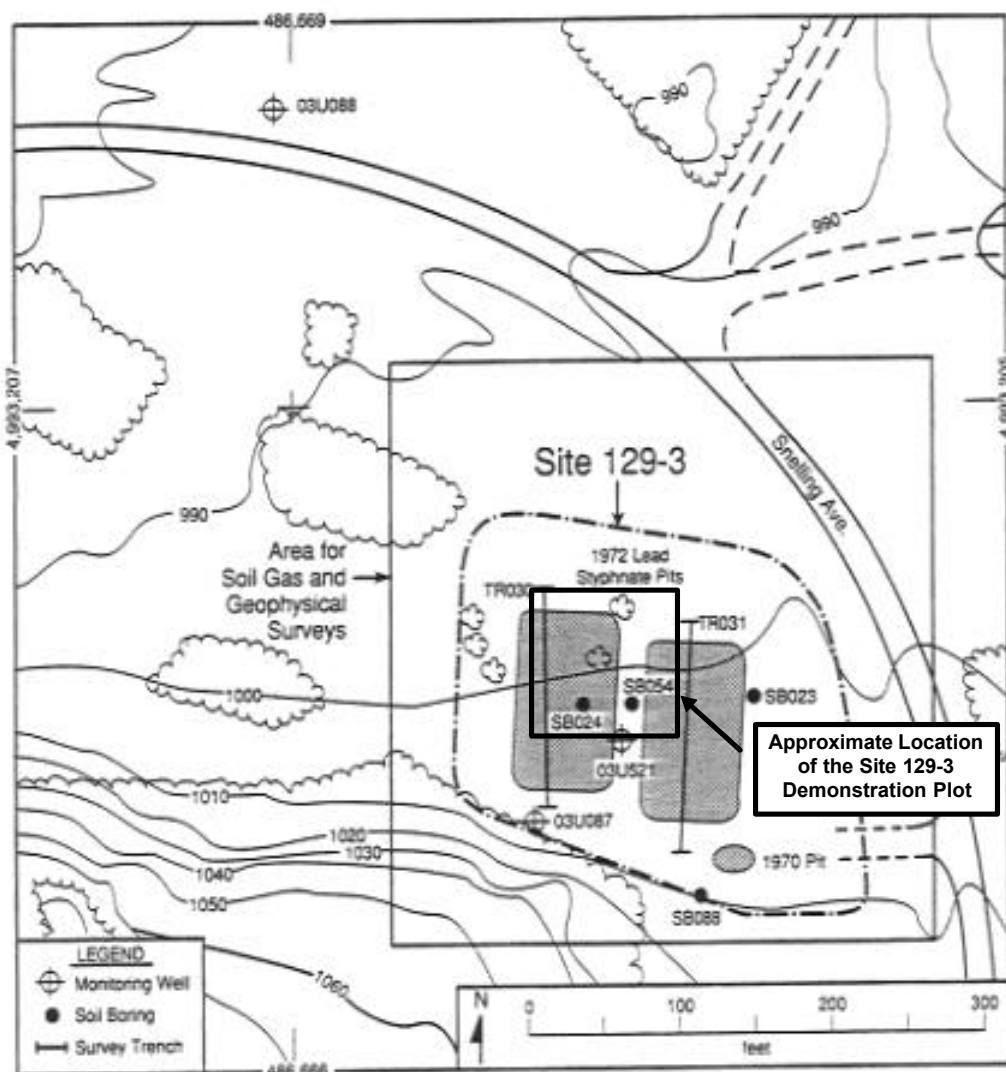 486,669
03U088
990
990
4,993,207
Snelling Ave.
Site 129-3
990
Area for
Soil Gas and
Geophysical
Surveys
1972 Lead
Styphnate Pits
TR030
TR031
1000
SB054
SB024
SB023
03U521
Approximate Location
of the Site 129-3
Demonstration Plot
1010
03U087
1020
1030
1040
1970 Pit
1050
SB088
1060
LEGEND
Monitoring Well
Soil Boring
Survey Trench
N
0 100 200 300
feet
486,666